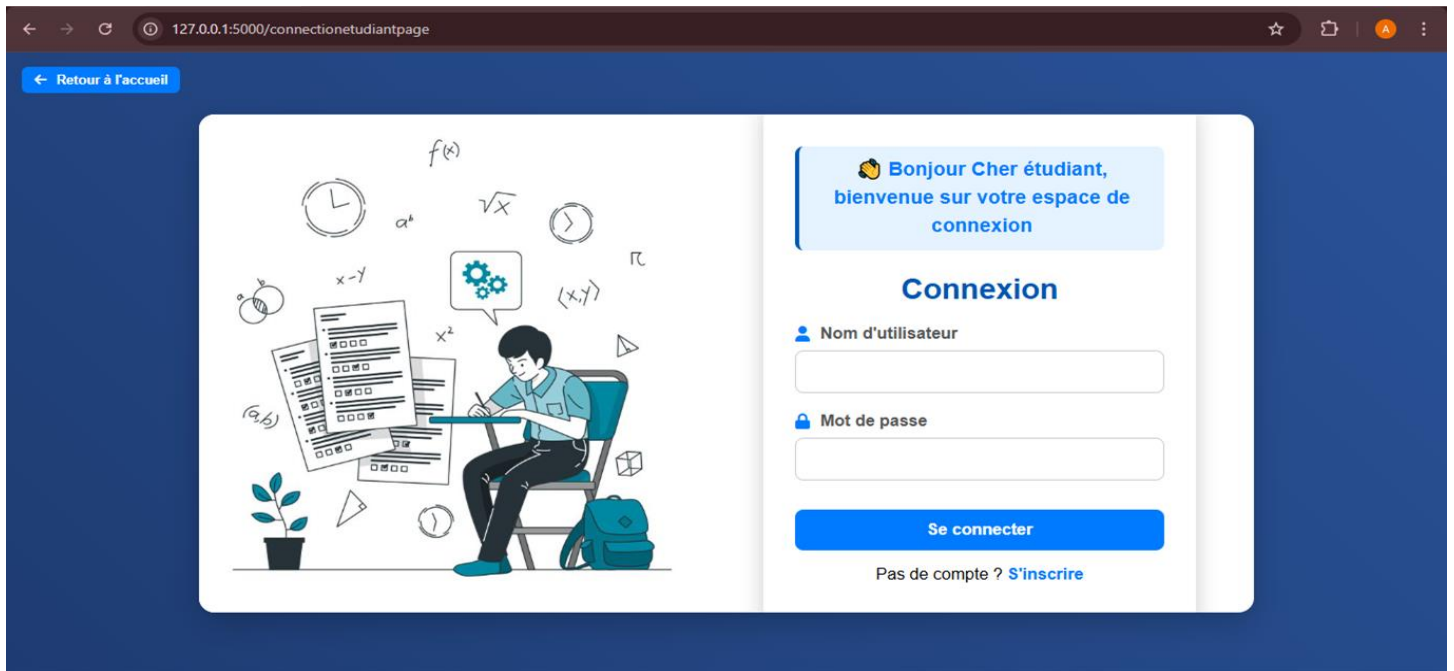 127.0.0.1:5000/connectionetudiantpage
A
← Retour à l'accueil
f(x)
√x
aᵇ
π
x-y
a b
(x,y)
x²
(a,b)
👏 Bonjour Cher étudiant,
bienvenue sur votre espace de
connexion
Connexion
Nom d'utilisateur
Mot de passe
Se connecter
Pas de compte ? S'inscrire